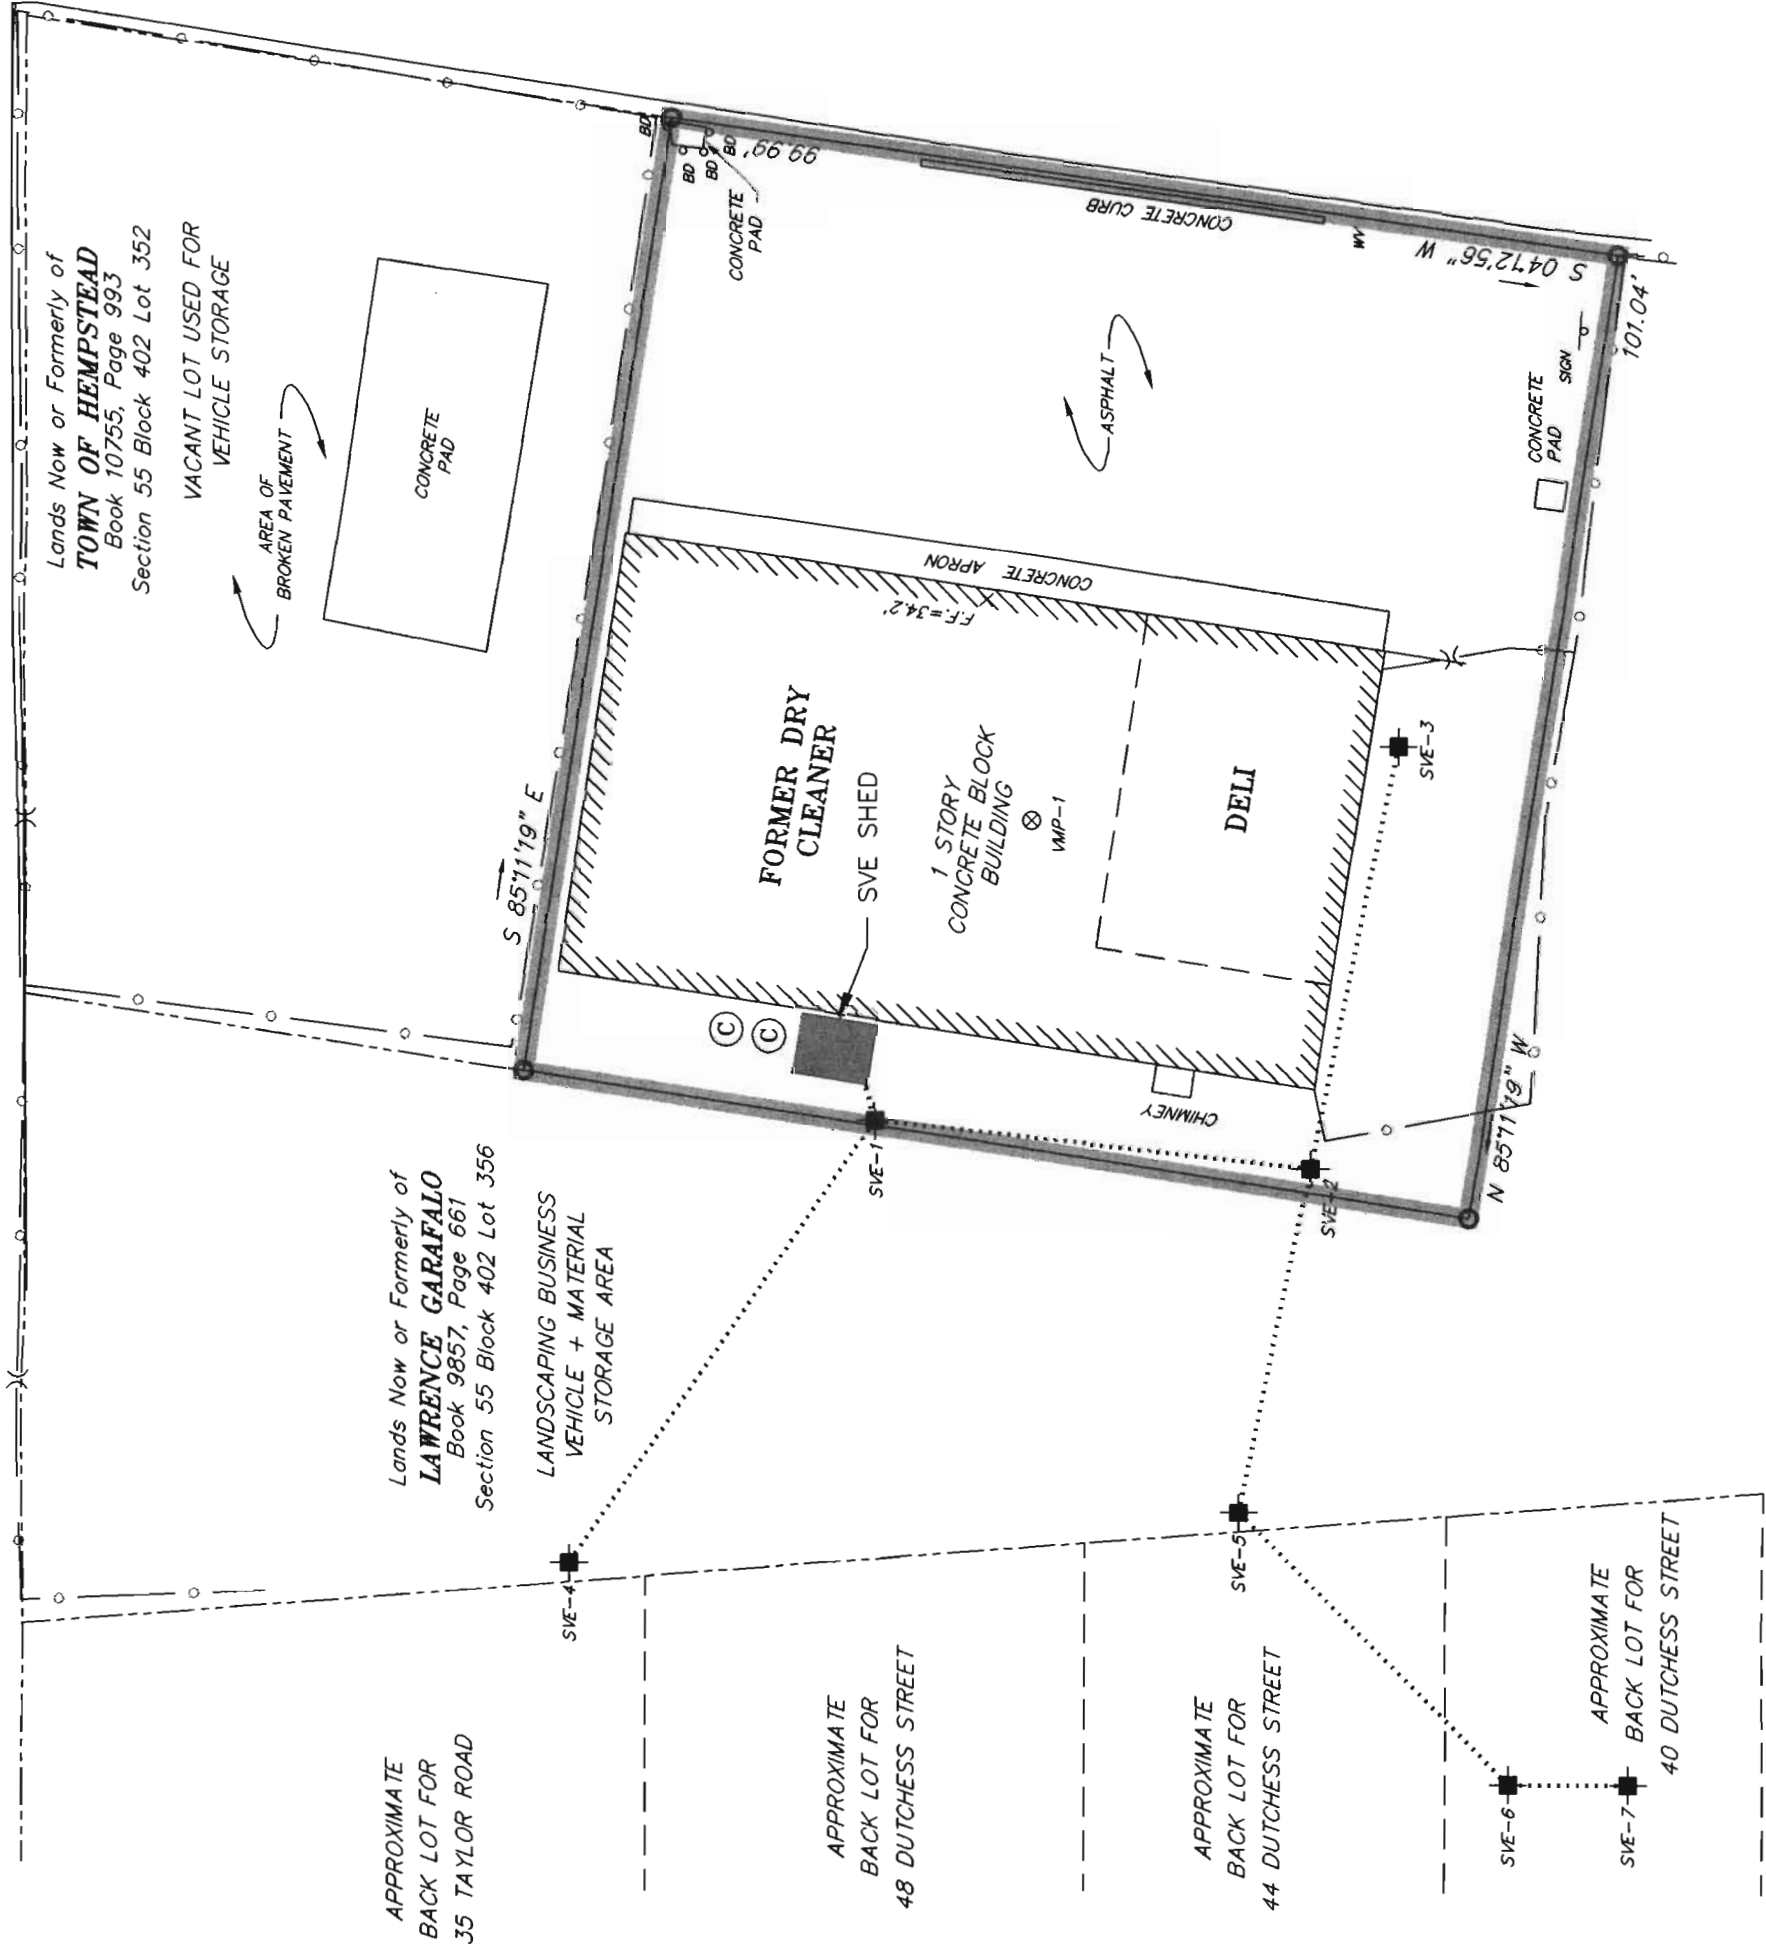 Lands Now or Formerly of
TOWN OF HEMPSTEAD
Book 10755, Page 993
Section 55 Block 402 Lot 352
VACANT LOT USED FOR
VEHICLE STORAGE
AREA OF
BROKEN PAVEMENT
CONCRETE
PAD
BD
BD
BD
BD
CONCRETE
PAD
99.99'
CONCRETE CURB
WV
S 04°12'56" W
101.04'
SIGN
CONCRETE
PAD
ASPHALT
CONCRETE APRON
F.F.=34.2'
S 85°11'19" E
FORMER DRY
CLEANER
SVE SHED
1 STORY
CONCRETE BLOCK
BUILDING
VMP-1
DELI
SVE-3
C
C
CHIMNEY
N 85°11'19" W
SVE-1
SVE-2
Lands Now or Formerly of
LAWRENCE GARAFALO
Book 9857, Page 661
Section 55 Block 402 Lot 356
LANDSCAPING BUSINESS
VEHICLE + MATERIAL
STORAGE AREA
SVE-4
SVE-5
APPROXIMATE
BACK LOT FOR
35 TAYLOR ROAD
APPROXIMATE
BACK LOT FOR
48 DUTCHESS STREET
APPROXIMATE
BACK LOT FOR
44 DUTCHESS STREET
APPROXIMATE
BACK LOT FOR
40 DUTCHESS STREET
SVE-6
SVE-7